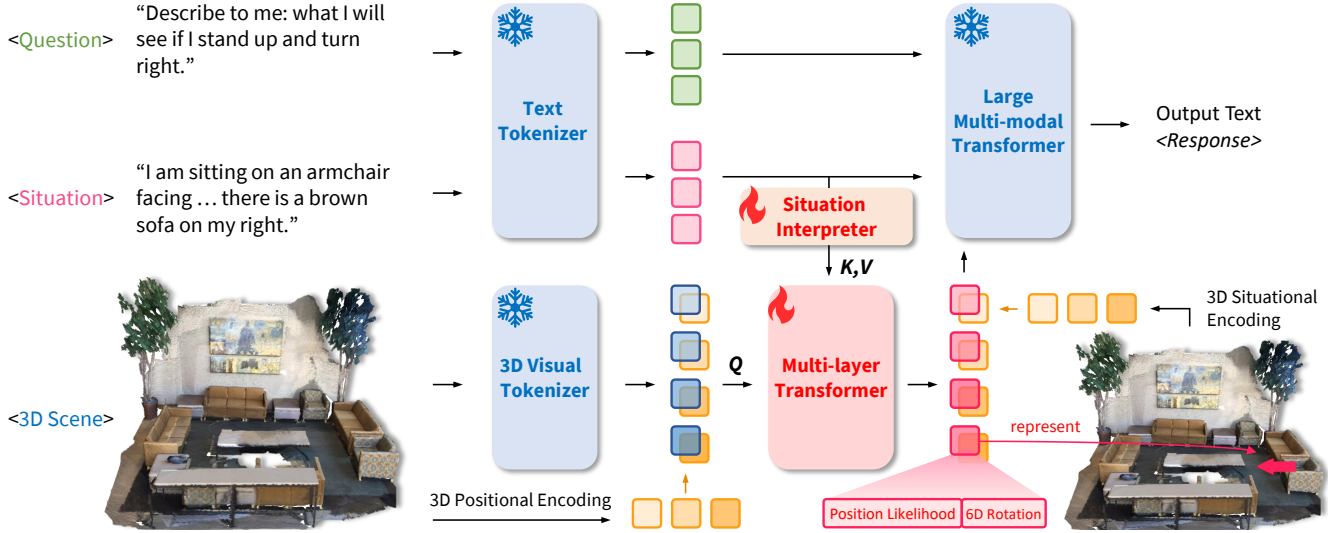 <Question>
“Describe to me: what I will
see if I stand up and turn
right.”
Text
Tokenizer
Large
Multi-modal
Transformer
Output Text
<Response>
<Situation>
“I am sitting on an armchair
facing … there is a brown
sofa on my right.”
Situation
Interpreter
K,V
<3D Scene>
3D Visual
Tokenizer
Q
Multi-layer
Transformer
3D Situational
Encoding
represent
3D Positional Encoding
Position Likelihood
6D Rotation